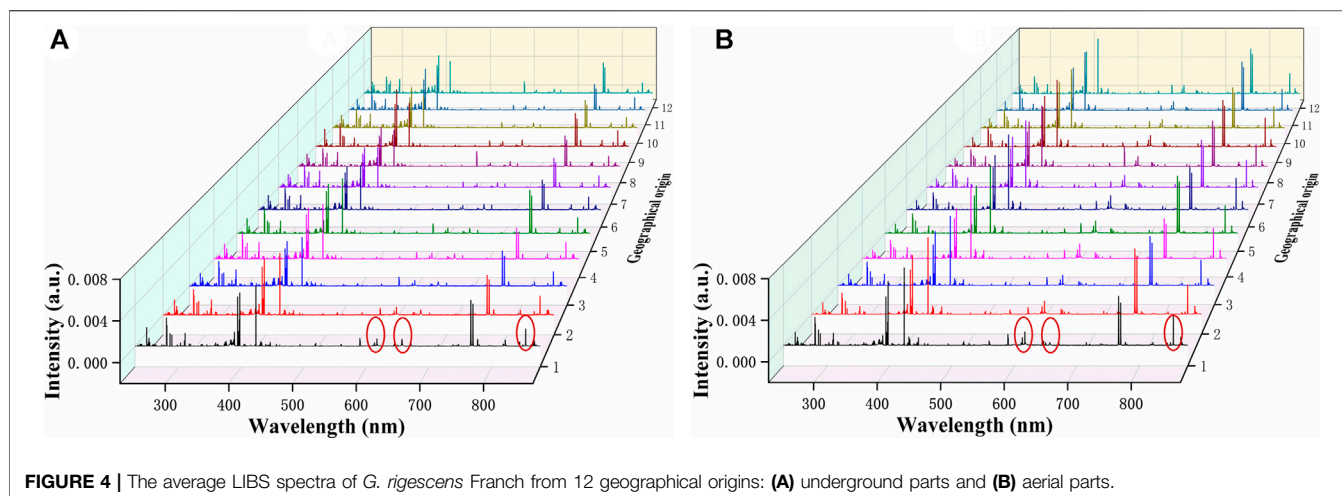 A
B
0.008
0.004
0.000
Intensity (a.u.)
300 400 500 600 700 800
Wavelength (nm)
1
2
3
4
5
6
7
8
9
10
11
12
Geographical origin
0.008
0.004
0.000
Intensity (a.u.)
300 400 500 600 700 800
Wavelength (nm)
1
2
3
4
5
6
7
8
9
10
11
12
Geographical origin
FIGURE 4 | The average LIBS spectra of G. rigescens Franch from 12 geographical origins: (A) underground parts and (B) aerial parts.